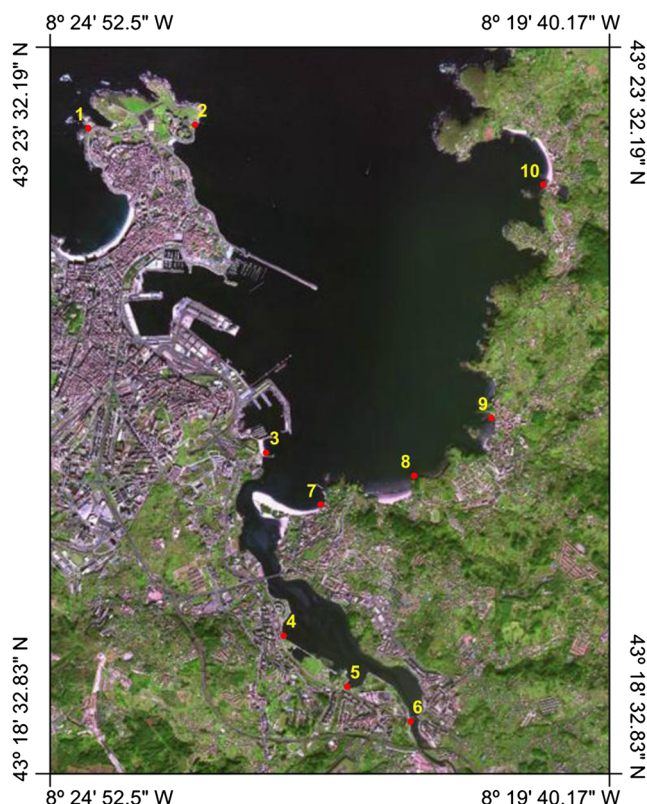 8º 24' 52.5" W
8º 19' 40.17" W
43º 23' 32.19" N
43º 23' 32.19" N
1
2
10
9
3
8
7
4
5
6
43º 18' 32.83" N
43º 18' 32.83" N
8º 24' 52.5" W
8º 19' 40.17" W